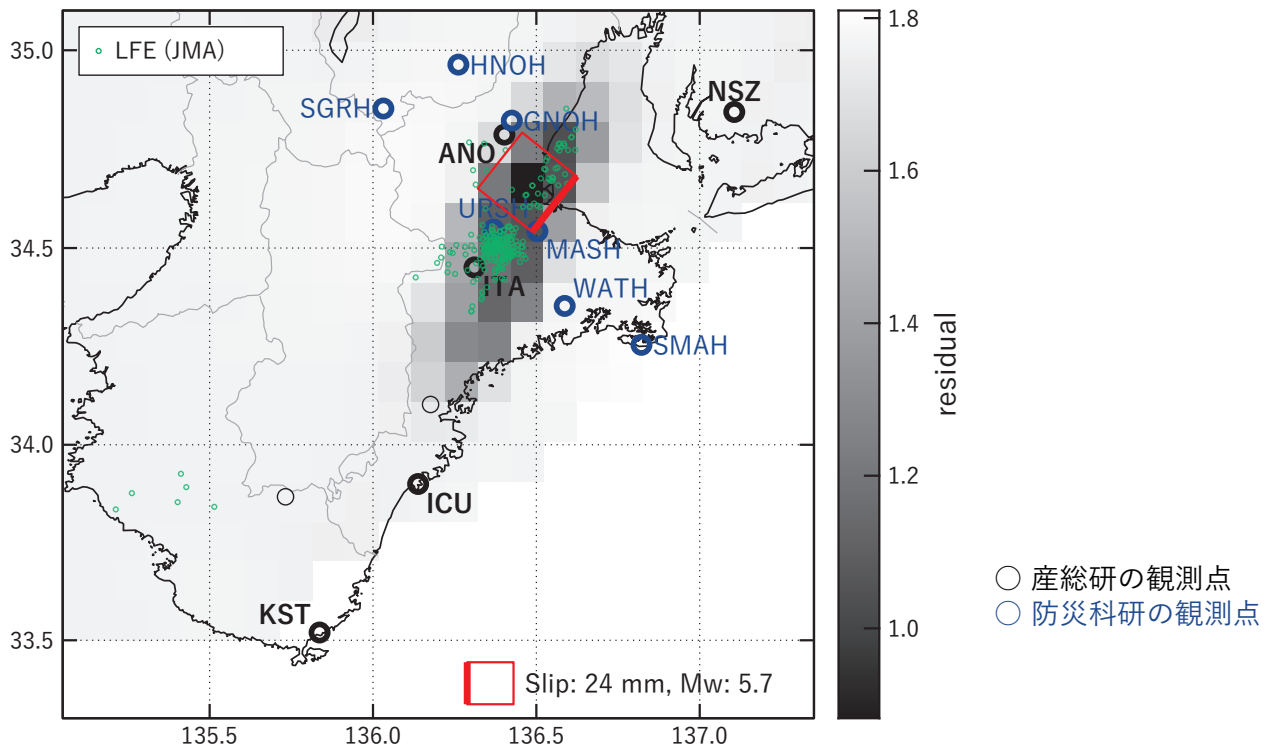 LFE (JMA)
35.0
34.5
34.0
33.5
135.5
136.0
136.5
137.0
HNOH
SGRH
GNOH
NSZ
ANO
URSH
MASH
ITA
WATH
SMAH
ICU
KST
Slip: 24 mm, Mw: 5.7
1.8
1.6
1.4
1.2
1.0
residual
産総研の観測点
防災科研の観測点